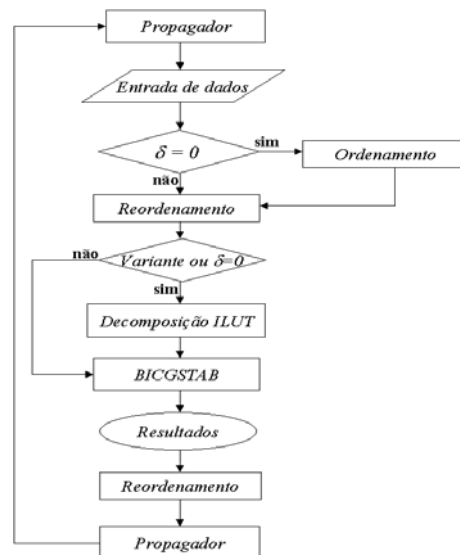 Propagador
Entrada de dados
δ = 0
sim
Ordenamento
não
Reordenamento
não
Variante ou δ=0
sim
Decomposição ILUT
BICGSTAB
Resultados
Reordenamento
Propagador